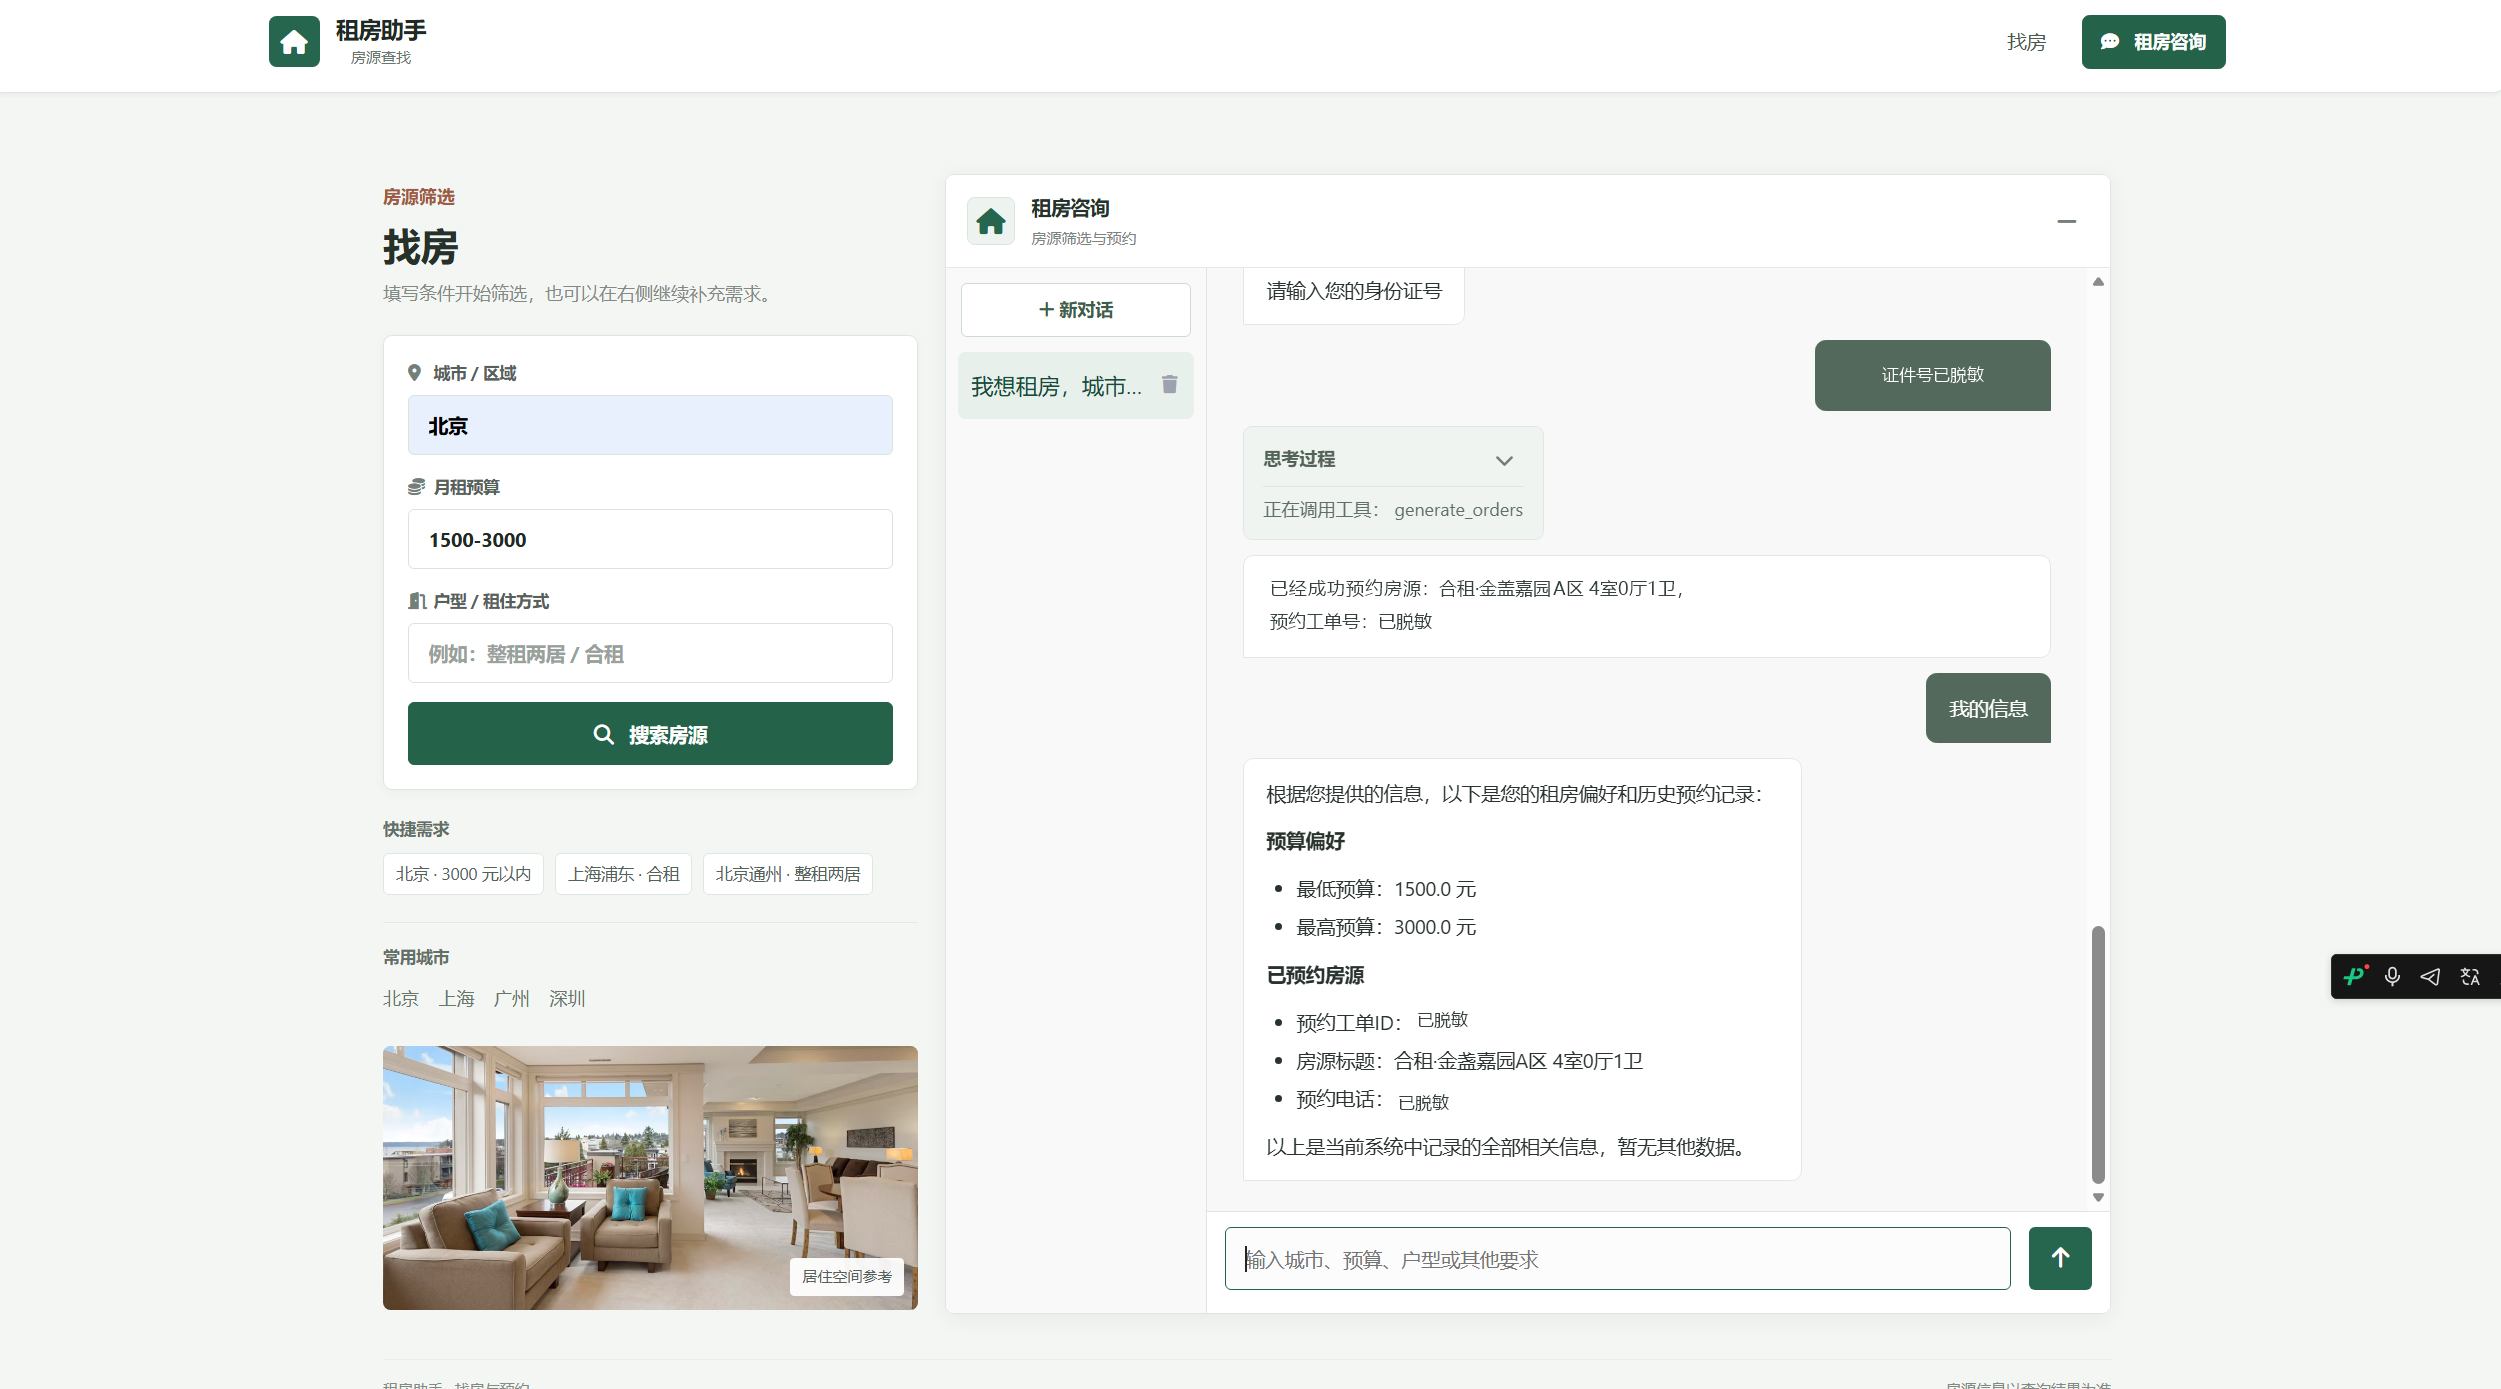 租房助手
房源查找
找房
租房咨询
房源筛选
找房
填写条件开始筛选，也可以在右侧继续补充需求。
城市 / 区域
北京
月租预算
1500-3000
户型 / 租住方式
例如：整租两居 / 合租
搜索房源
快捷需求
北京 · 3000 元以内
上海浦东 · 合租
北京通州 · 整租两居
常用城市
北京 上海 广州 深圳
居住空间参考
租房咨询
房源筛选与预约
+ 新对话
我想租房，城市...
请输入您的身份证号
证件号已脱敏
思考过程
正在调用工具： generate_orders
已经成功预约房源：合租·金盖嘉园A区 4室0厅1卫，
预约工单号：已脱敏
我的信息
根据您提供的信息，以下是您的租房偏好和历史预约记录：
预算偏好
• 最低预算：1500.0 元
• 最高预算：3000.0 元
已预约房源
• 预约工单ID： 已脱敏
• 房源标题：合租·金盏嘉园A区 4室0厅1卫
• 预约电话： 已脱敏
以上是当前系统中记录的全部相关信息，暂无其他数据。
输入城市、预算、户型或其他要求